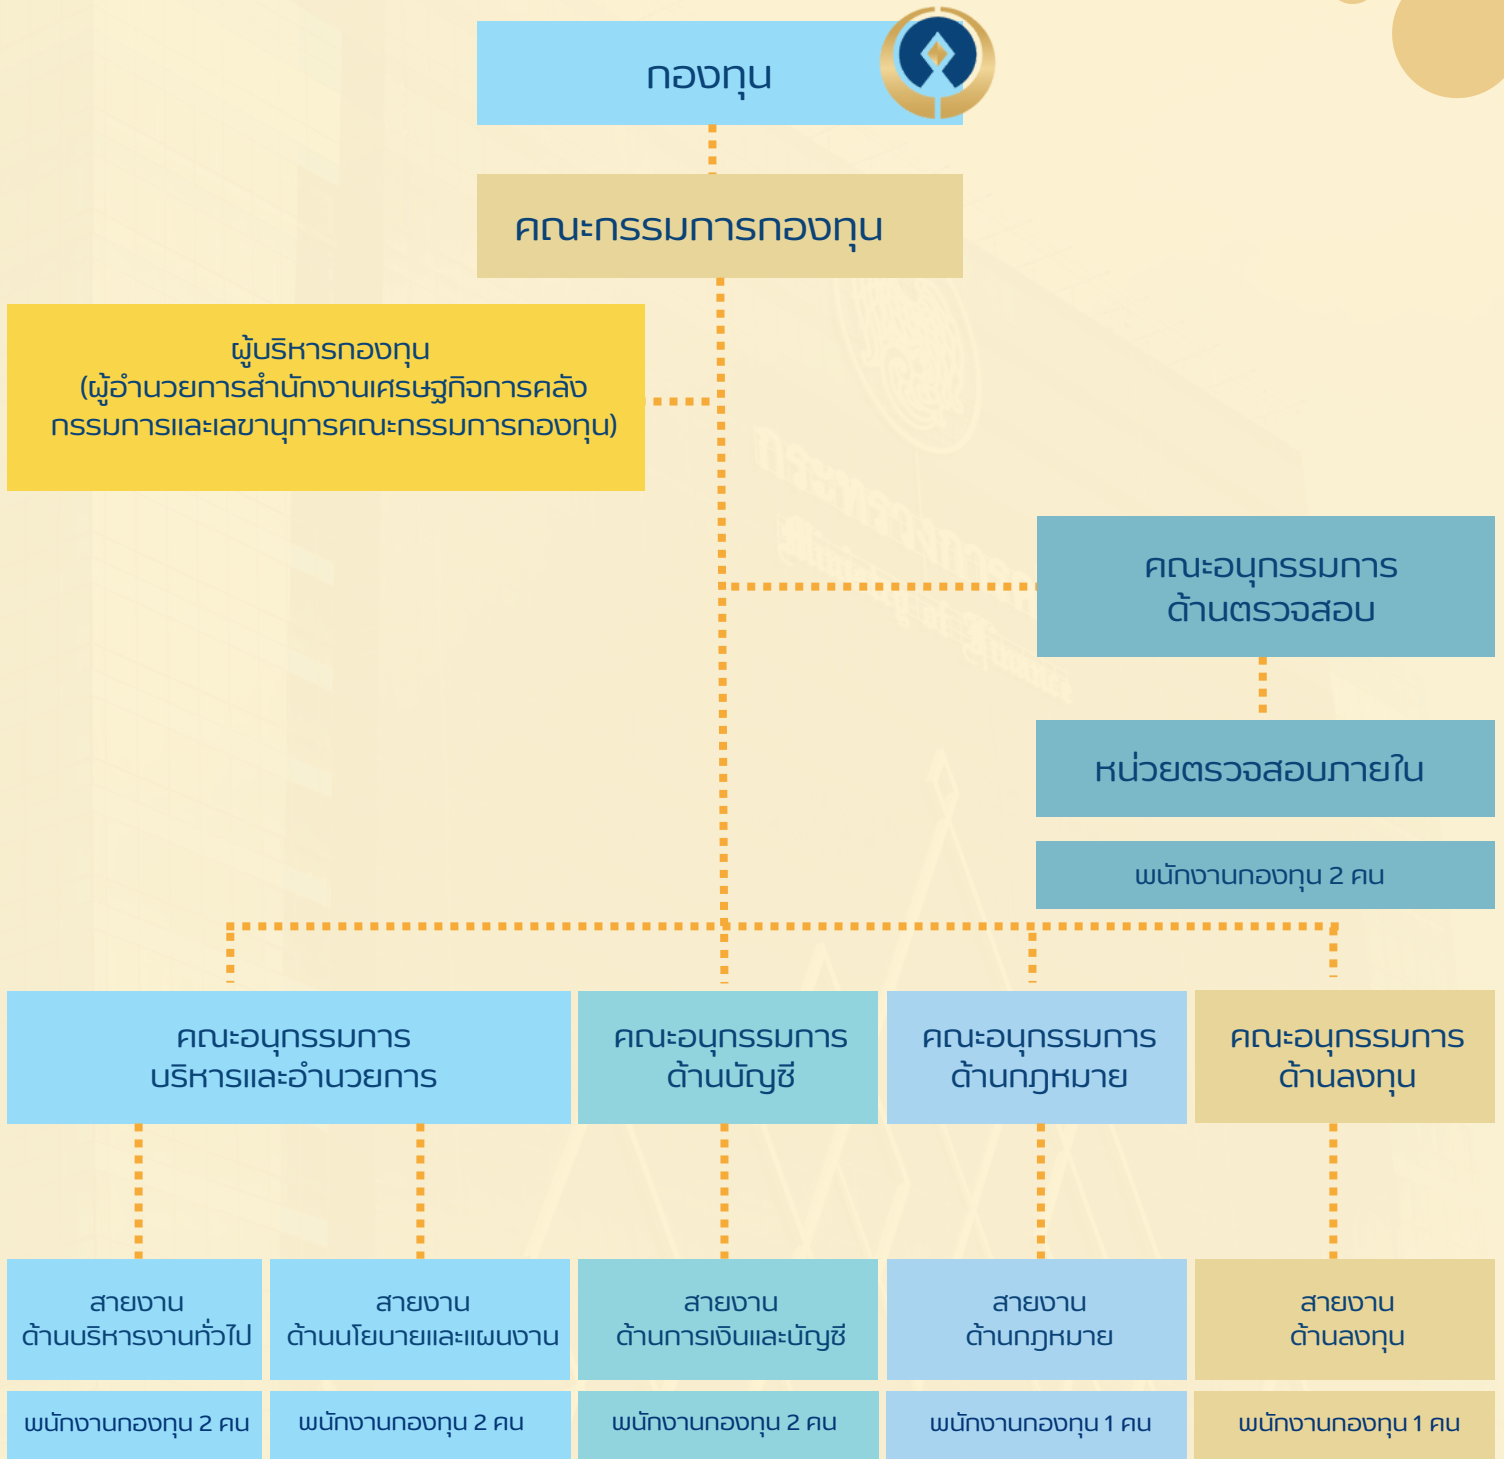 กองทุน
คณะกรรมการกองทุน
ผู้บริหารกองทุน
(ผู้อำนวยการสำนักงานเศรษฐกิจการคลัง
กรรมการและเลขานุการคณะกรรมการกองทุน)
คณะอนุกรรมการ
ด้านตรวจสอบ
หน่วยตรวจสอบภายใน
พนักงานกองทุน 2 คน
คณะอนุกรรมการ
บริหารและอำนวยการ
คณะอนุกรรมการ
ด้านบัญชี
คณะอนุกรรมการ
ด้านกฎหมาย
คณะอนุกรรมการ
ด้านลงทุน
สายงาน
ด้านบริหารงานทั่วไป
สายงาน
ด้านนโยบายและแผนงาน
สายงาน
ด้านการเงินและบัญชี
สายงาน
ด้านกฎหมาย
สายงาน
ด้านลงทุน
พนักงานกองทุน 2 คน
พนักงานกองทุน 2 คน
พนักงานกองทุน 2 คน
พนักงานกองทุน 1 คน
พนักงานกองทุน 1 คน